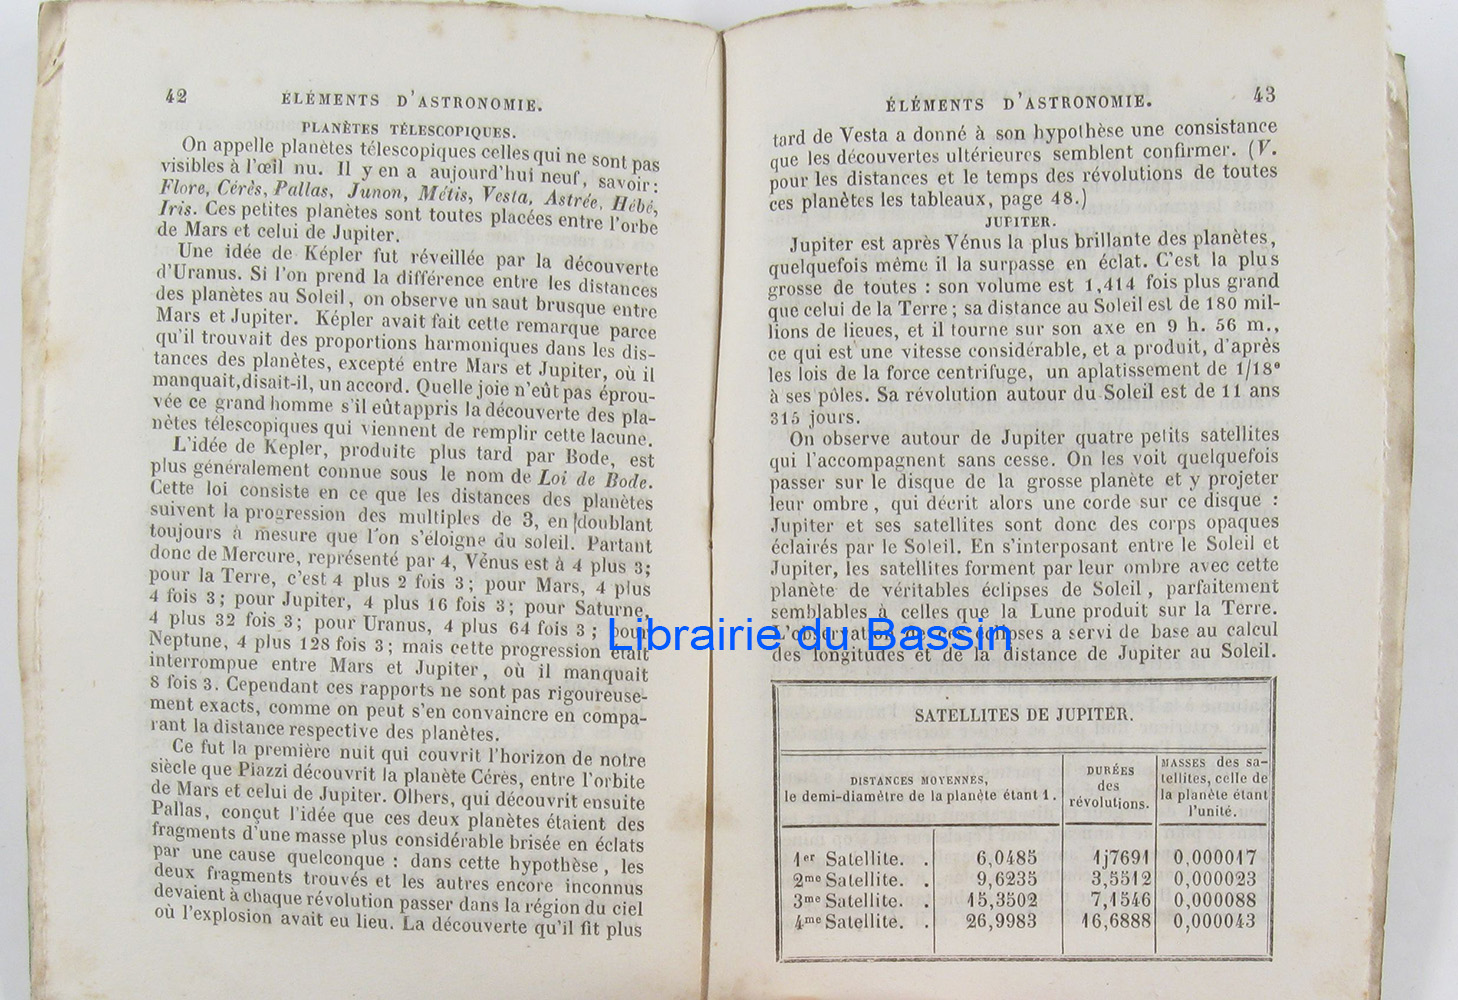 42 ÉLÉMENTS D'ASTRONOMIE.
PLANÈTES TÉLESCOPIQUES.
On appelle planètes télescopiques celles qui ne sont pas
visibles à l'œil nu. Il y en a aujourd'hui neuf, savoir:
Flore, Cérès, Pallas, Junon, Métis, Vesta, Astrée, Hébé,
Iris. Ces petites planètes sont toutes placées entre l'orbe
de Mars et celui de Jupiter.
Une idée de Képler fut réveillée par la découverte
d'Uranus. Si l'on prend la différence entre les distances
des planètes au Soleil, on observe un saut brusque entre
Mars et Jupiter. Képler avait fait cette remarque parce
qu'il trouvait des proportions harmoniques dans les dis-
tances des planètes, excepté entre Mars et Jupiter, où il
manquait, disait-il, un accord. Quelle joie n'eût pas éprou-
vée ce grand homme s'il eût appris la découverte des pla-
nètes télescopiques qui viennent de remplir cette lacune.
L'idée de Kepler, produite plus tard par Bode, est
plus généralement connue sous le nom de Loi de Bode.
Cette loi consiste en ce que les distances des planètes
suivent la progression des multiples de 3, en doublant
toujours à mesure que l'on s'éloigne du soleil. Partant
donc de Mercure, représenté par 4, Vénus est à 4 plus 3;
pour la Terre, c'est 4 plus 2 fois 3; pour Mars, 4 plus
4 fois 3; pour Jupiter, 4 plus 16 fois 3; pour Saturne,
4 plus 32 fois 3; pour Uranus, 4 plus 64 fois 3; pour
Neptune, 4 plus 128 fois 3; mais cette progression était
interrompue entre Mars et Jupiter, où il manquait
8 fois 3. Cependant ces rapports ne sont pas rigoureuse-
ment exacts, comme on peut s'en convaincre en compa-
rant la distance respective des planètes.
Ce fut la première nuit qui couvrit l'horizon de notre
siècle que Piazzi découvrit la planète Cérès, entre l'orbite
de Mars et celui de Jupiter. Olbers, qui découvrit ensuite
Pallas, conçut l'idée que ces deux planètes étaient des
fragments d'une masse plus considérable brisée en éclats
par une cause quelconque : dans cette hypothèse, les
deux fragments trouvés et les autres encore inconnus
devaient à chaque révolution passer dans la région du ciel
où l'explosion avait eu lieu. La découverte qu'il fit plus
ÉLÉMENTS D'ASTRONOMIE. 43
tard de Vesta a donné à son hypothèse une consistance
que les découvertes ultérieures semblent confirmer. (V.
pour les distances et le temps des révolutions de toutes
ces planètes les tableaux, page 48.)
JUPITER.
Jupiter est après Vénus la plus brillante des planètes,
quelquefois même il la surpasse en éclat. C'est la plus
grosse de toutes : son volume est 1,414 fois plus grand
que celui de la Terre; sa distance au Soleil est de 180 mil-
lions de lieues, et il tourne sur son axe en 9 h. 56 m.,
ce qui est une vitesse considérable, et a produit, d'après
les lois de la force centrifuge, un aplatissement de 1/18e
à ses pôles. Sa révolution autour du Soleil est de 11 ans
315 jours.
On observe autour de Jupiter quatre petits satellites
qui l'accompagnent sans cesse. On les voit quelquefois
passer sur le disque de la grosse planète et y projeter
leur ombre, qui décrit alors une corde sur ce disque :
Jupiter et ses satellites sont donc des corps opaques
éclairés par le Soleil. En s'interposant entre le Soleil et
Jupiter, les satellites forment par leur ombre avec cette
planète de véritables éclipses de Soleil, parfaitement
semblables à celles que la Lune produit sur la Terre.
L'observation de ces éclipses a servi de base au calcul
des longitudes et de la distance de Jupiter au Soleil.
SATELLITES DE JUPITER.
DISTANCES MOYENNES,
le demi-diamètre de la planète étant 1.
DURÉES
des
révolutions.
MASSES des sa-
tellites, celle de
la planète étant
l'unité.
1er Satellite. . 6,0485 1j7691 0,000017
2me Satellite. . 9,6235 3,5512 0,000023
3me Satellite. . 15,3502 7,1546 0,000088
4me Satellite. . 26,9983 16,6888 0,000043
Librairie du Bassin